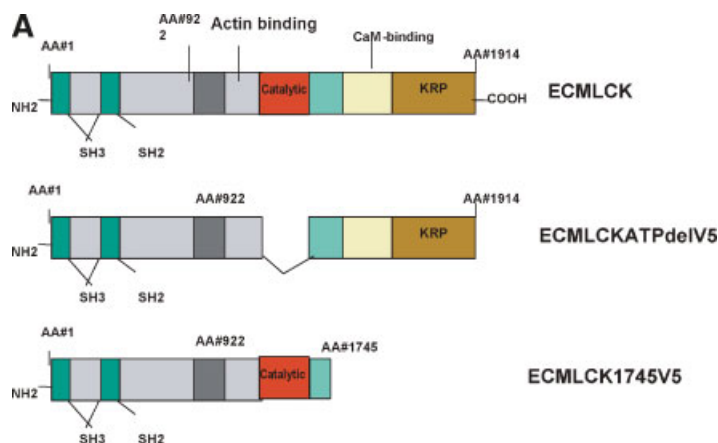 A
AA#92
2
Actin binding
CaM-binding
AA#1
AA#1914
NH2
Catalytic
KRP
COOH
ECMLCK
SH3
SH2
AA#1
AA#922
AA#1914
NH2
KRP
ECMLCKATPdelV5
SH3
SH2
AA#1
AA#922
AA#1745
NH2
Catalytic
ECMLCK1745V5
SH3
SH2